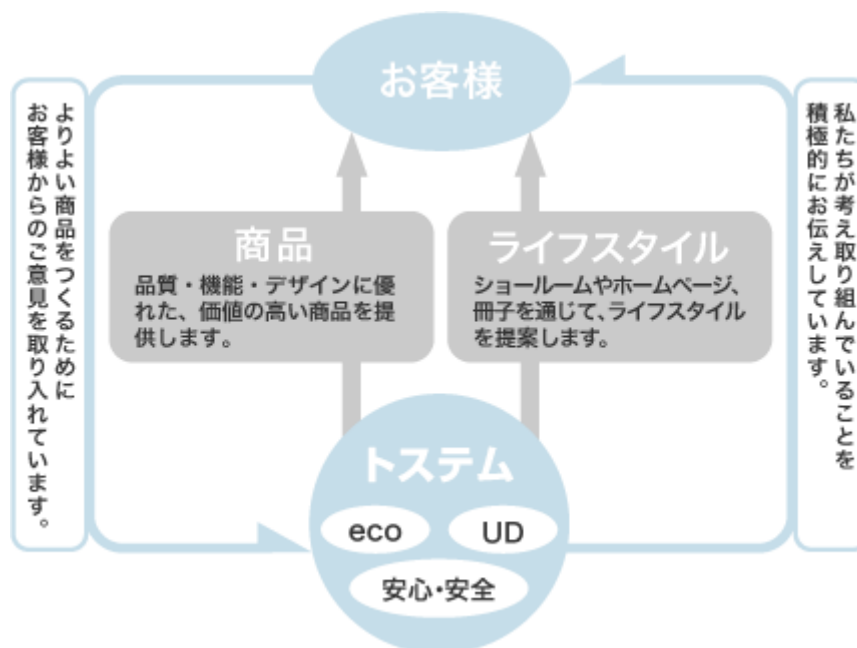 お客様
よりよい商品をつくるために
お客様からのご意見を取り入れています。
商品
品質・機能・デザインに優
れた、価値の高い商品を提
供します。
ライフスタイル
ショールームやホームページ、
冊子を通じて、ライフスタイル
を提案します。
私たちが考え取り組んでいることを
積極的にお伝えしています。
トステム
eco
UD
安心・安全